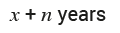 x + n years